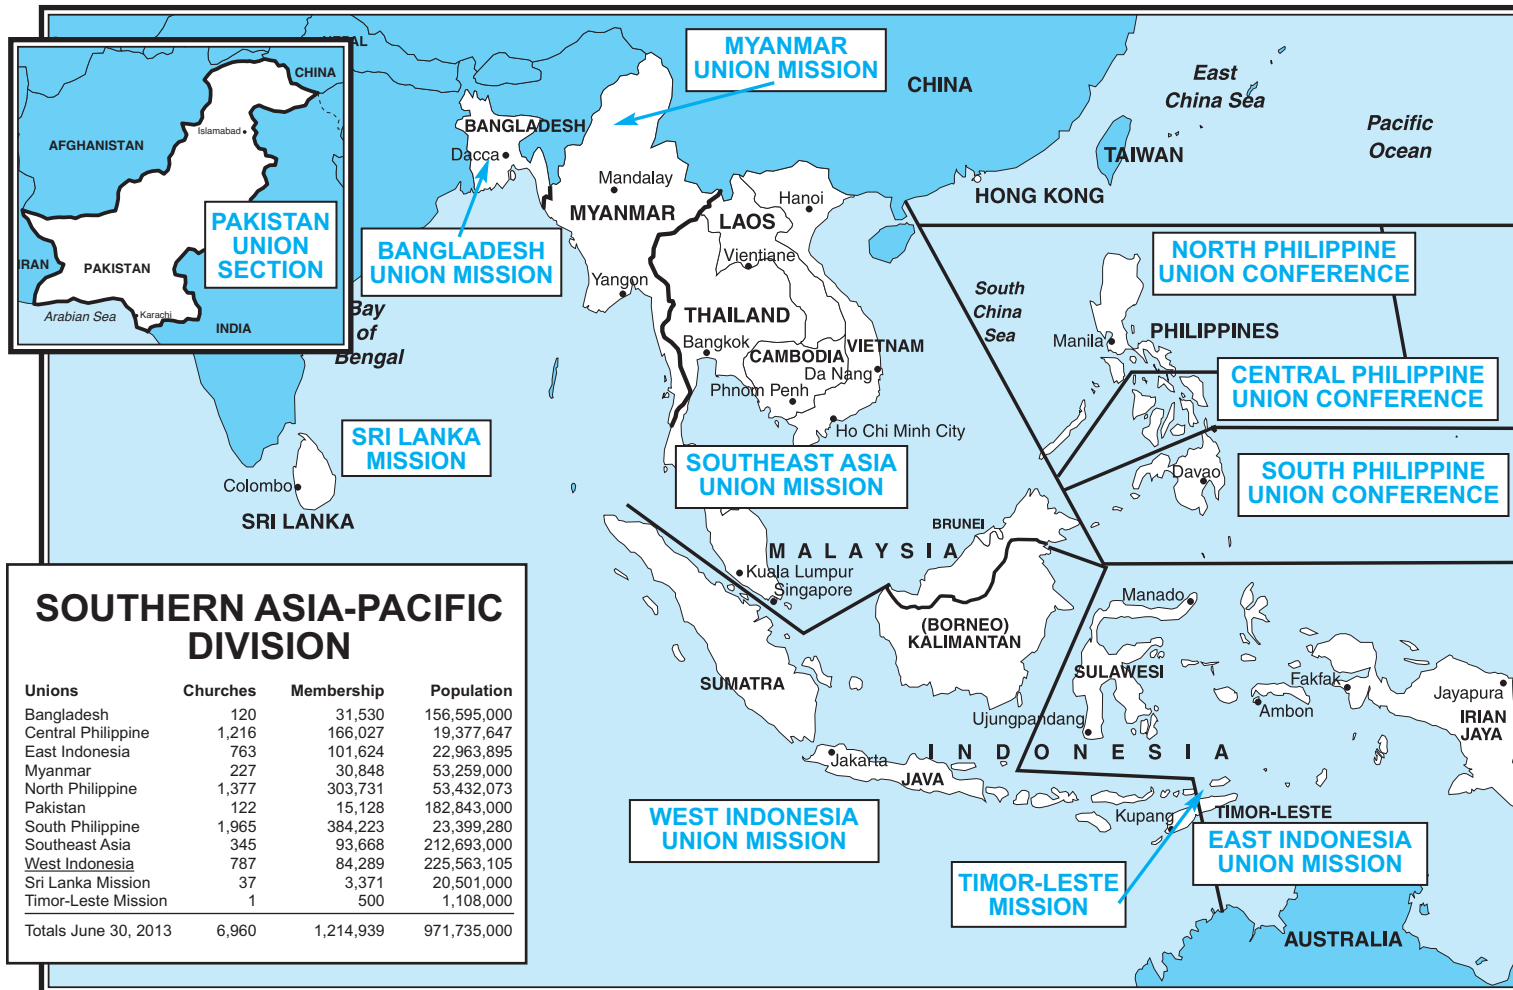 NEPAL
CHINA
Islamabad
AFGHANISTAN
PAKISTAN
UNION
SECTION
IRAN
PAKISTAN
Arabian Sea
Karachi
INDIA
MYANMAR
UNION MISSION
CHINA
East
China Sea
Pacific
Ocean
BANGLADESH
Dacca
TAIWAN
Mandalay
Hanoi
HONG KONG
MYANMAR
LAOS
BANGLADESH
UNION MISSION
Vientiane
NORTH PHILIPPINE
UNION CONFERENCE
Yangon
South
China
Sea
Bay
of
Bengal
THAILAND
PHILIPPINES
Manila
Bangkok
CAMBODIA
VIETNAM
Da Nang
Phnom Penh
CENTRAL PHILIPPINE
UNION CONFERENCE
Ho Chi Minh City
SRI LANKA
MISSION
SOUTHEAST ASIA
UNION MISSION
SOUTH PHILIPPINE
UNION CONFERENCE
Davao
Colombo
SRI LANKA
BRUNEI
MALAYSIA
Kuala Lumpur
Singapore
Manado
(BORNEO)
KALIMANTAN
SUMATRA
SULAWESI
Fakfak
Jayapura
Ambon
IRIAN
JAYA
Ujungpandang
INDONESIA
Jakarta
JAVA
WEST INDONESIA
UNION MISSION
Kupang
TIMOR-LESTE
EAST INDONESIA
UNION MISSION
TIMOR-LESTE
MISSION
AUSTRALIA
SOUTHERN ASIA-PACIFIC
DIVISION
Unions Churches Membership Population
Bangladesh 120 31,530 156,595,000
Central Philippine 1,216 166,027 19,377,647
East Indonesia 763 101,624 22,963,895
Myanmar 227 30,848 53,259,000
North Philippine 1,377 303,731 53,432,073
Pakistan 122 15,128 182,843,000
South Philippine 1,965 384,223 23,399,280
Southeast Asia 345 93,668 212,693,000
West Indonesia 787 84,289 225,563,105
Sri Lanka Mission 37 3,371 20,501,000
Timor-Leste Mission 1 500 1,108,000
Totals June 30, 2013 6,960 1,214,939 971,735,000